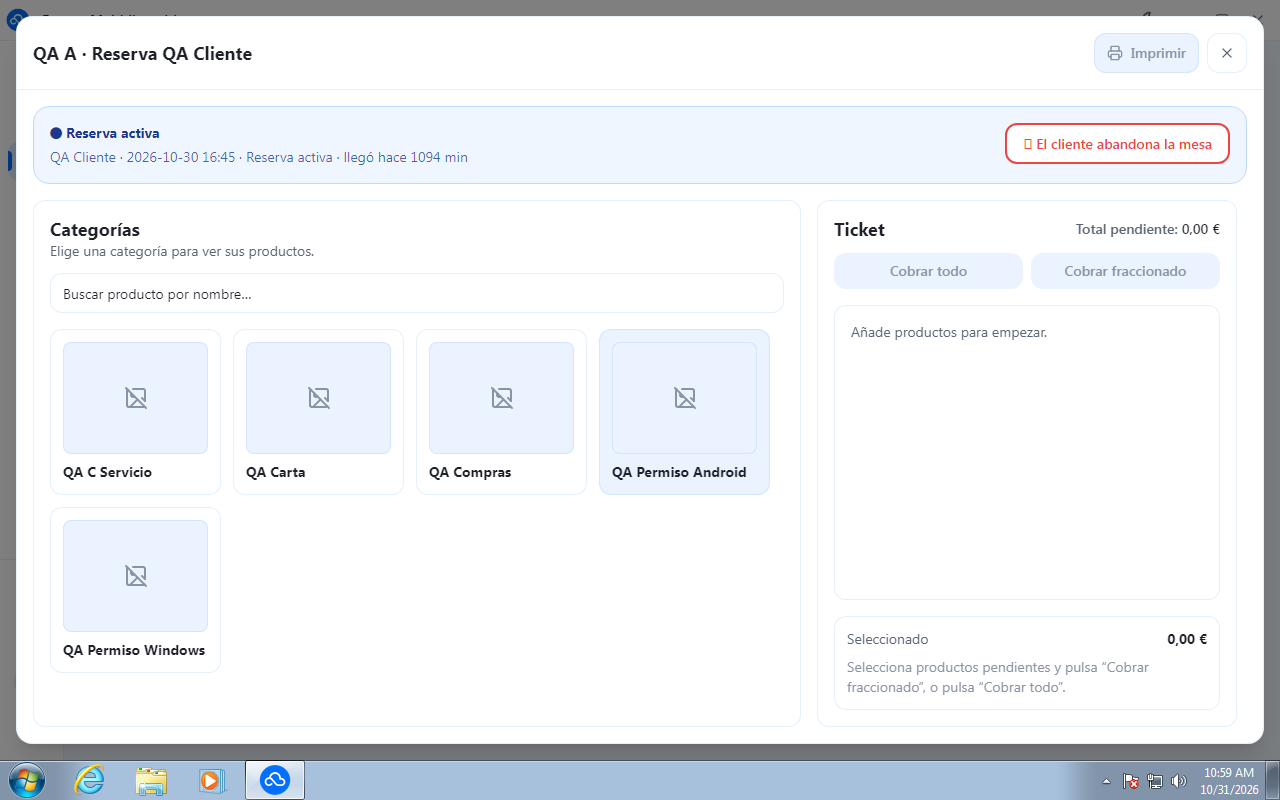 QA A · Reserva QA Cliente
Imprimir
Reserva activa
QA Cliente · 2026-10-30 16:45 · Reserva activa · llegó hace 1094 min
El cliente abandona la mesa
Categorías
Elige una categoría para ver sus productos.
Buscar producto por nombre...
QA C Servicio
QA Carta
QA Compras
QA Permiso Android
QA Permiso Windows
Ticket
Total pendiente: 0,00 €
Cobrar todo
Cobrar fraccionado
Añade productos para empezar.
Seleccionado
0,00 €
Selecciona productos pendientes y pulsa “Cobrar
fraccionado”, o pulsa “Cobrar todo”.
10:59 AM
10/31/2026